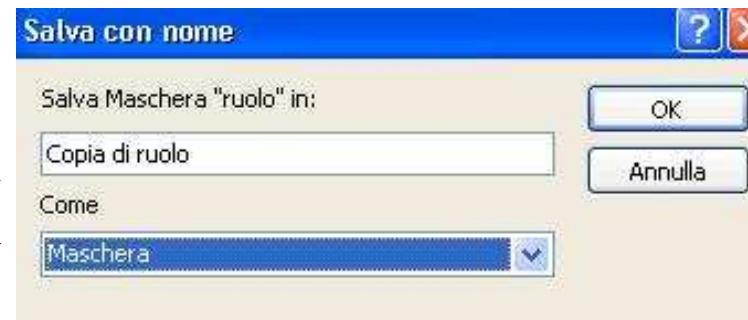 Salva con nome
Salva Maschera "ruolo" in:
OK
Copia di ruolo
Annulla
Come
Maschera